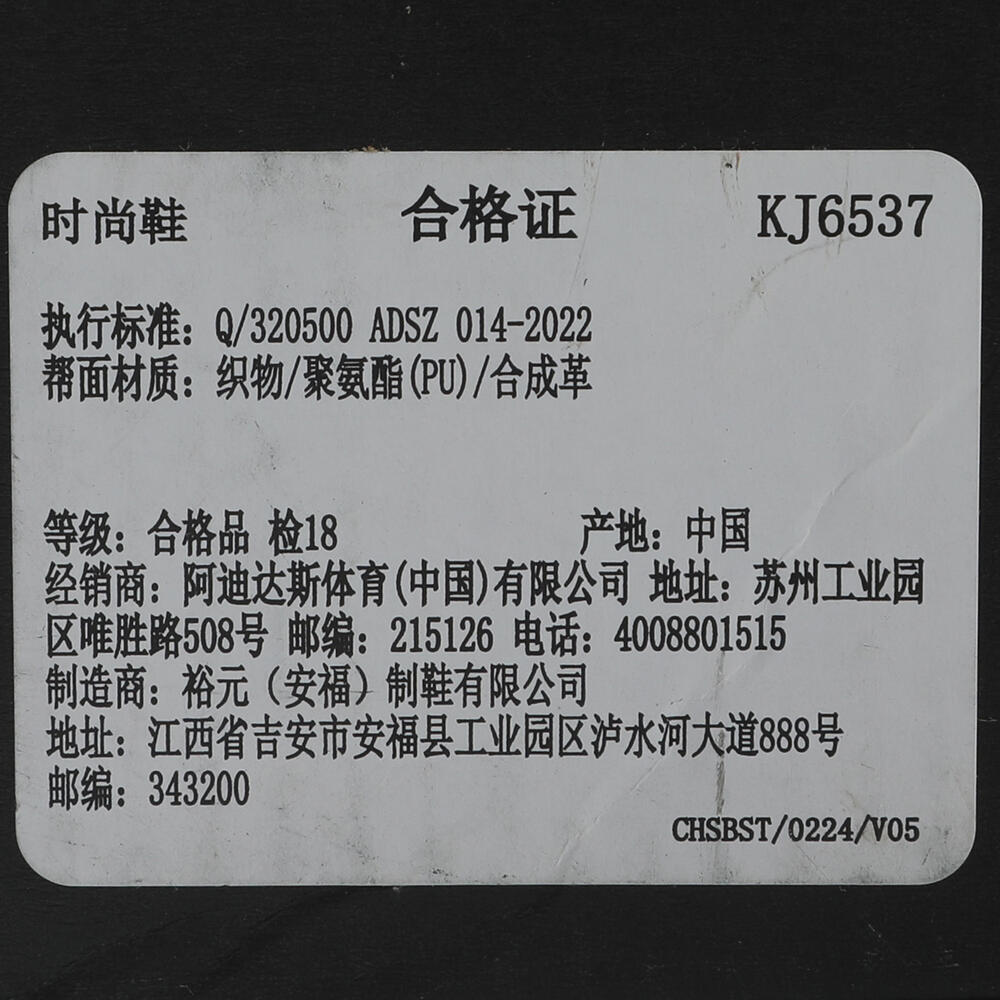 时尚鞋 合格证 KJ6537
执行标准：Q/320500 ADSZ 014-2022
帮面材质：织物/聚氨酯(PU)/合成革
等级：合格品 检18 产地：中国
经销商：阿迪达斯体育(中国)有限公司 地址：苏州工业园
区唯胜路508号 邮编：215126 电话：4008801515
制造商：裕元（安福）制鞋有限公司
地址：江西省吉安市安福县工业园区泸水河大道888号
邮编：343200
CHSBST/0224/V05